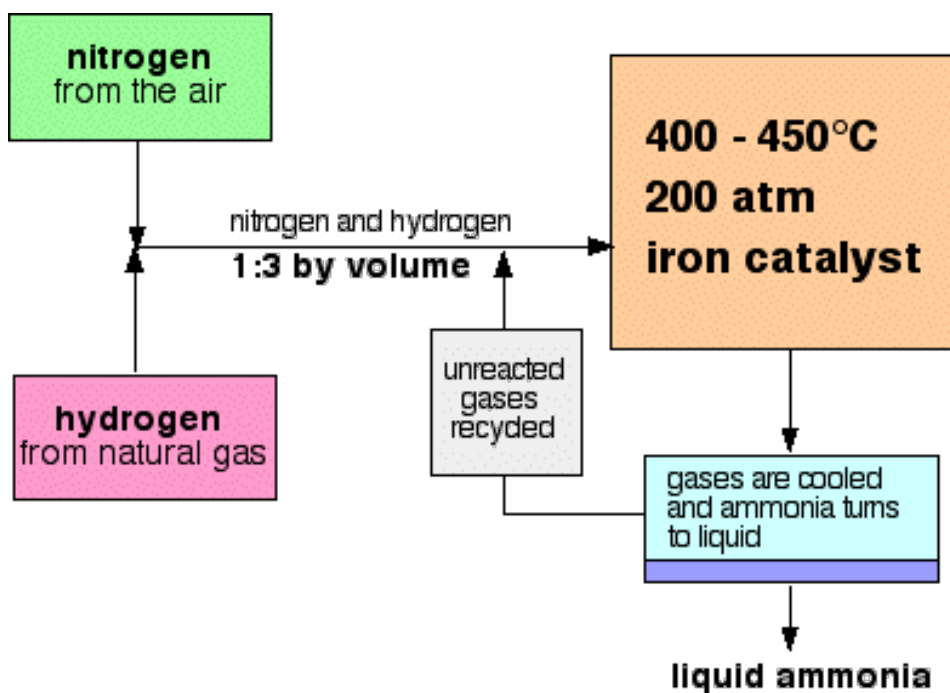 nitrogen
from the air
400 - 450°C
200 atm
iron catalyst
nitrogen and hydrogen
1:3 by volume
hydrogen
from natural gas
unreacted
gases
recyded
gases are cooled
and ammonia turns
to liquid
liquid ammonia